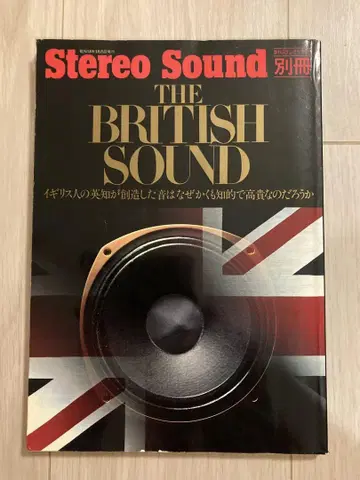 Stereo Sound
別冊
THE
BRITISH
SOUND
イギリス人の英知が創造した音はなぜかくも知的で高貴なのだろうか